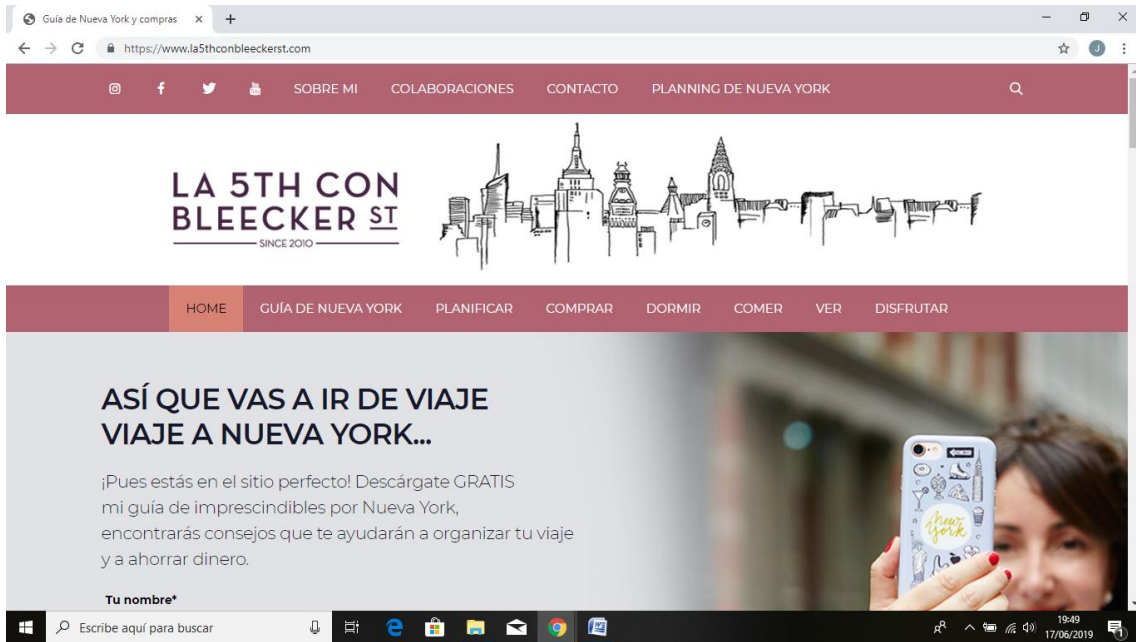 Guía de Nueva York y compras
https://www.la5thconbleeckerst.com
J
SOBRE MI COLABORACIONES CONTACTO PLANNING DE NUEVA YORK
LA 5TH CON
BLEECKER ST
SINCE 2010
HOME GUÍA DE NUEVA YORK PLANIFICAR COMPRAR DORMIR COMER VER DISFRUTAR
ASÍ QUE VAS A IR DE VIAJE
VIAJE A NUEVA YORK...
¡Pues estás en el sitio perfecto! Descárgate GRATIS
mi guía de imprescindibles por Nueva York,
encontrarás consejos que te ayudarán a organizar tu viaje
y a ahorrar dinero.
Tu nombre*
new
york
Escribe aquí para buscar
19:49
17/06/2019